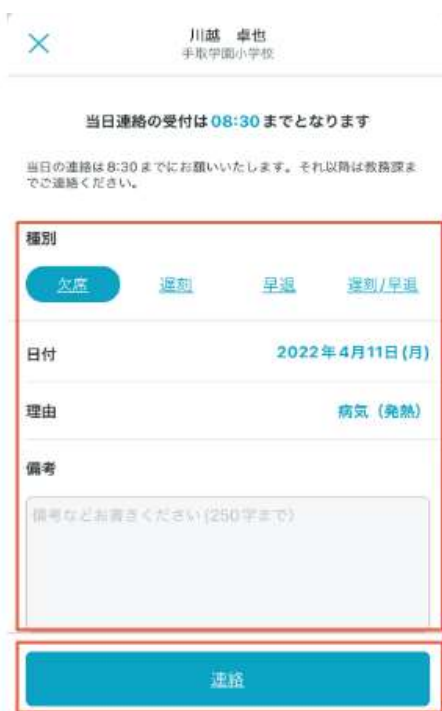 川越　卓也
手取学園小学校
当日連絡の受付は 08:30 までとなります
当日の連絡は8:30までにお願いいたします。それ以降は教務課ま
でご連絡ください。
種別
欠席 遅刻 早退 遅刻/早退
日付 2022年4月11日(月)
理由 病気（発熱）
備考
備考などお書きください(250字まで)
連絡